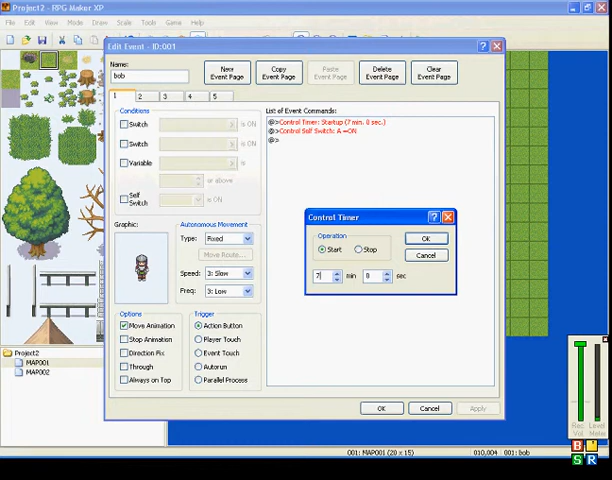 Project2 - RPG Maker XP
File Edit View Mode Draw Layer Scale Tools Game Help
Edit Event - ID:001
Name:
bob
New Event Page
Copy Event Page
Paste Event Page
Delete Event Page
Clear Event Page
1 2 3 4 5
Conditions
Switch is ON
Switch is ON
Variable is
or above
Self Switch is ON
Graphic:
Autonomous Movement
Type: Fixed
Move Route...
Speed: 3: Slow
Freq: 3: Low
Options
Move Animation
Stop Animation
Direction Fix
Through
Always on Top
Trigger
Action Button
Player Touch
Event Touch
Autorun
Parallel Process
List of Event Commands:
@>Control Timer: Startup (7 min. 8 sec.)
@>Control Self Switch: A =ON
@>
Control Timer
Operation
Start Stop
7 min 8 sec
OK
Cancel
OK Cancel Apply
Project2
MAP001
MAP002
001: MAP001 (20 x 15)
010,004
001: bob
Rec Vol
Level Meter
B
S R